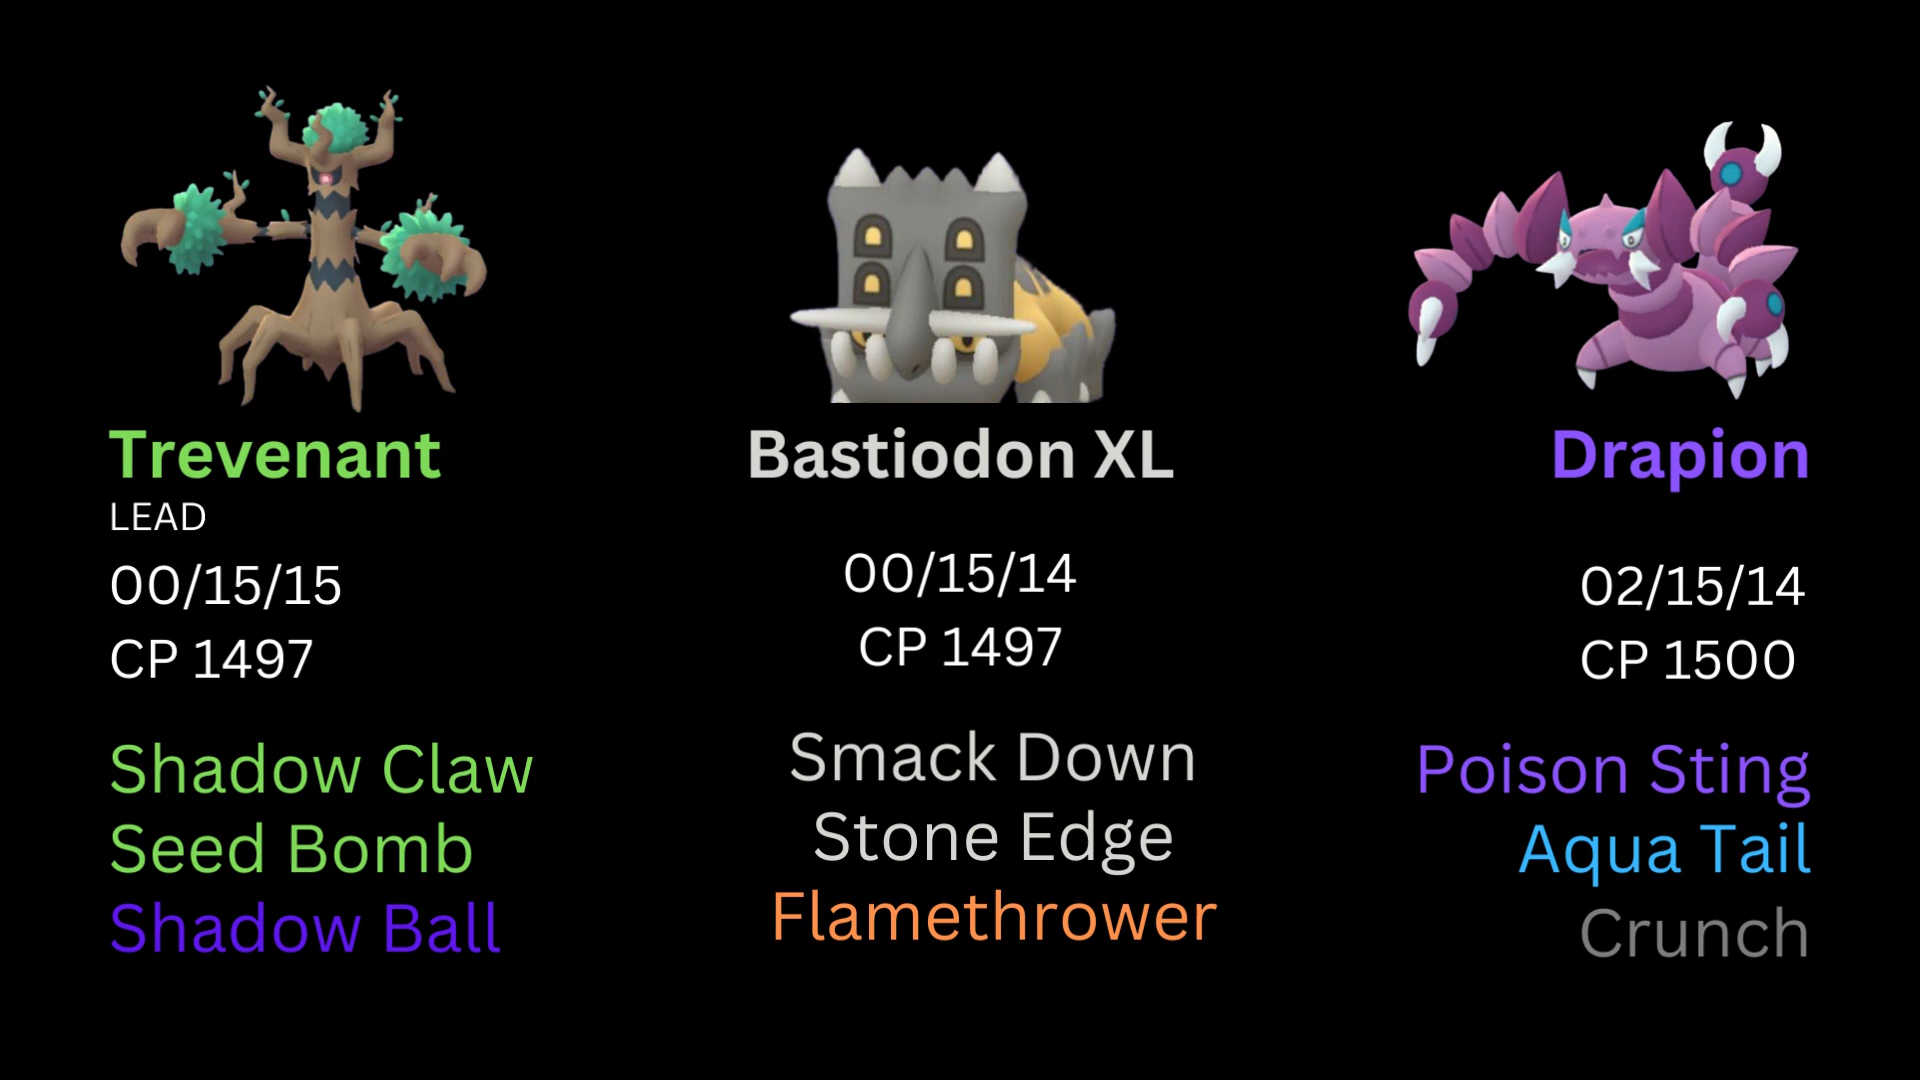 Trevenant
LEAD
00/15/15
CP 1497
Shadow Claw
Seed Bomb
Shadow Ball
Bastiodon XL
00/15/14
CP 1497
Smack Down
Stone Edge
Flamethrower
Drapion
02/15/14
CP 1500
Poison Sting
Aqua Tail
Crunch